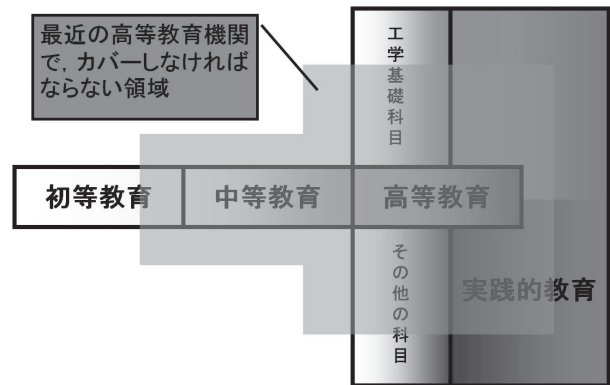 最近の高等教育機関
で，カバーしなければ
ならない領域
工学基礎科目
初等教育
中等教育
高等教育
その他の科目
実践的教育